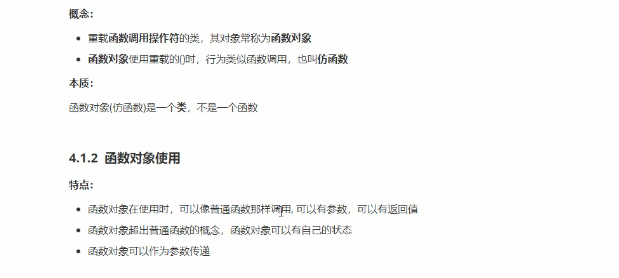 概念：
重载函数调用操作符的类，其对象常称为函数对象
函数对象使用重载的()时，行为类似函数调用，也叫仿函数
本质：
函数对象(仿函数)是一个类，不是一个函数
4.1.2 函数对象使用
特点：
函数对象在使用时，可以像普通函数那样调用, 可以有参数，可以有返回值
函数对象超出普通函数的概念，函数对象可以有自己的状态
函数对象可以作为参数传递